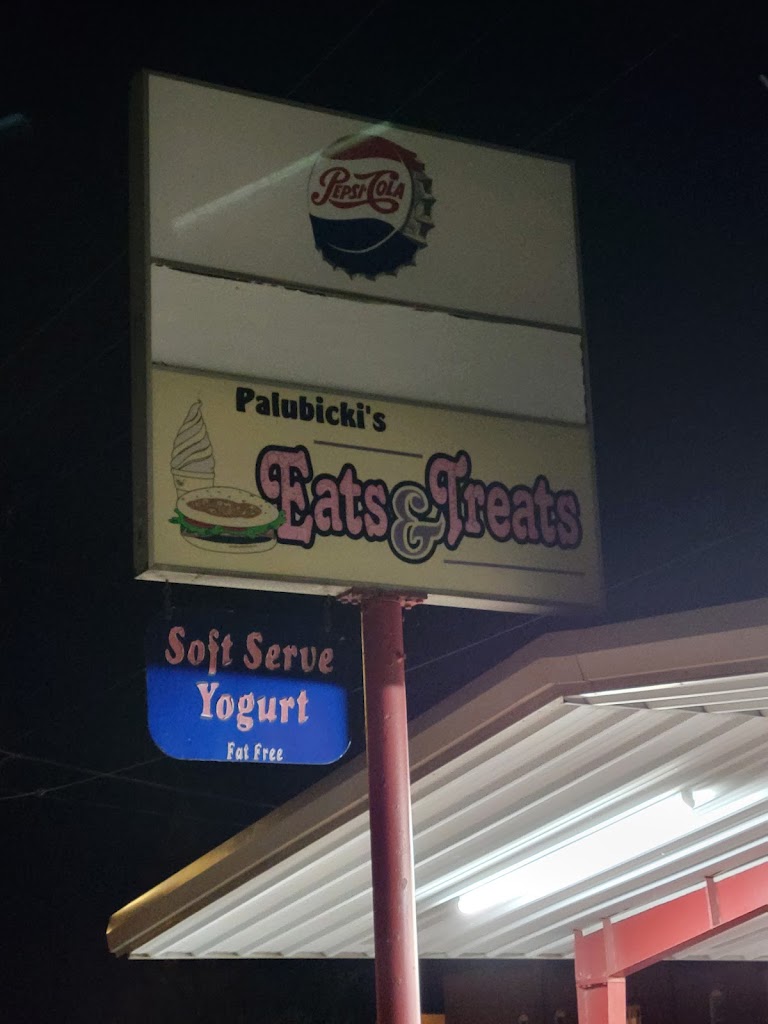 PEPSI-COLA
Palubicki's
Eats & Treats
Soft Serve
Yogurt
Fat Free